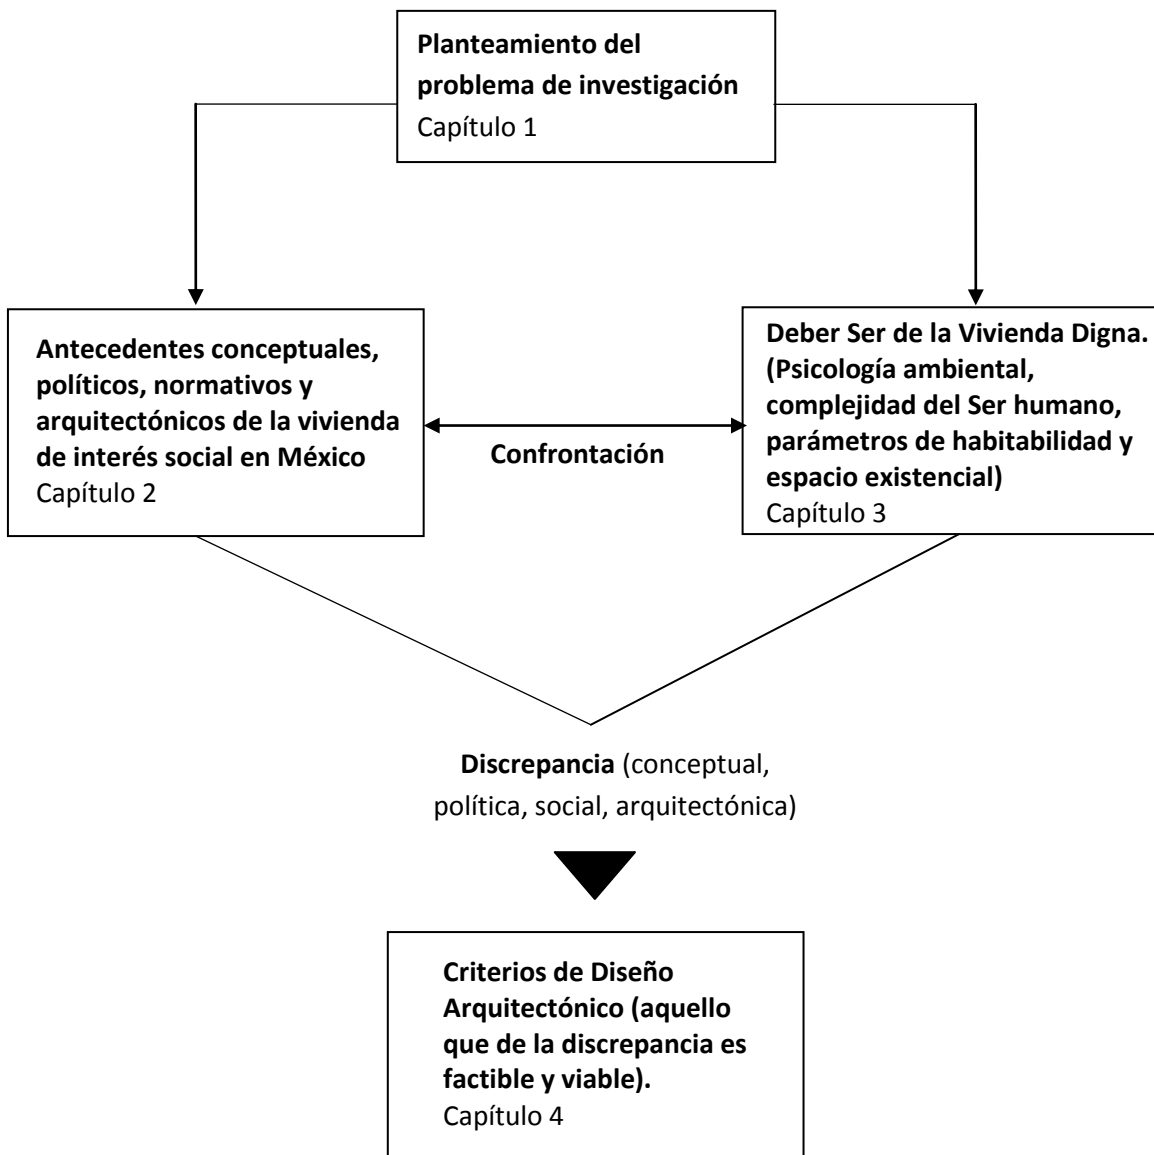 Planteamiento del
problema de investigación
Capítulo 1
Antecedentes conceptuales,
políticos, normativos y
arquitectónicos de la vivienda
de interés social en México
Capítulo 2
Confrontación
Deber Ser de la Vivienda Digna.
(Psicología ambiental,
complejidad del Ser humano,
parámetros de habitabilidad y
espacio existencial)
Capítulo 3
Discrepancia (conceptual,
política, social, arquitectónica)
Criterios de Diseño
Arquitectónico (aquello
que de la discrepancia es
factible y viable).
Capítulo 4